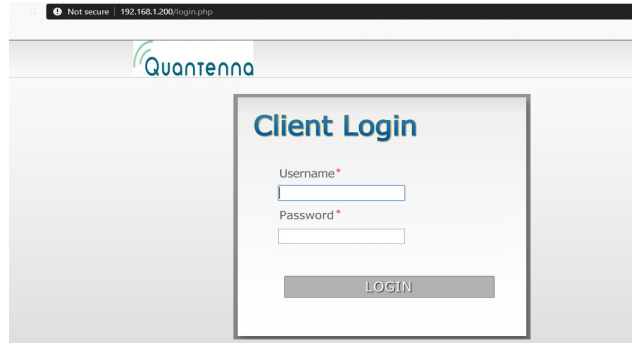 Not secure | 192.168.1.200/login.php
Quantenna
Client Login
Username*
Password*
LOGIN